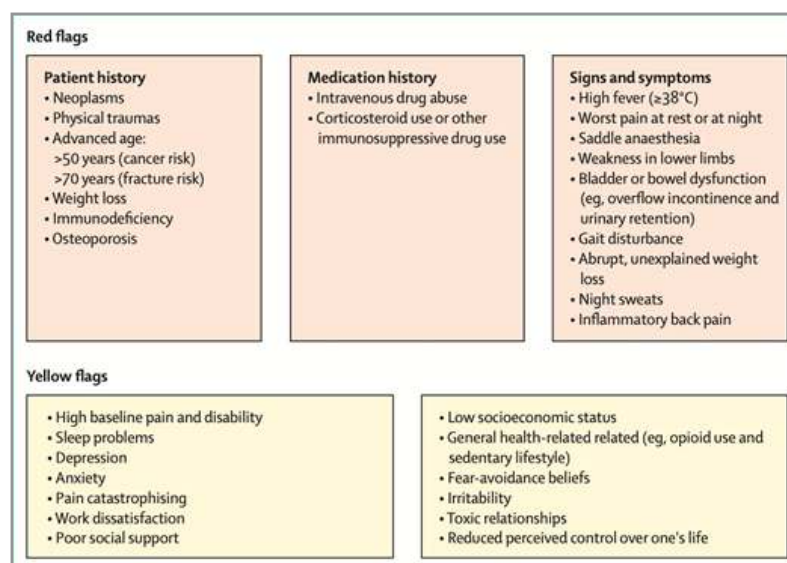 Red flags
Patient history
• Neoplasms
• Physical traumas
• Advanced age:
>50 years (cancer risk)
>70 years (fracture risk)
• Weight loss
• Immunodeficiency
• Osteoporosis
Medication history
• Intravenous drug abuse
• Corticosteroid use or other
immunosuppressive drug use
Signs and symptoms
• High fever (≥38°C)
• Worst pain at rest or at night
• Saddle anaesthesia
• Weakness in lower limbs
• Bladder or bowel dysfunction
(eg, overflow incontinence and
urinary retention)
• Gait disturbance
• Abrupt, unexplained weight
loss
• Night sweats
• Inflammatory back pain
Yellow flags
• High baseline pain and disability
• Sleep problems
• Depression
• Anxiety
• Pain catastrophising
• Work dissatisfaction
• Poor social support
• Low socioeconomic status
• General health-related related (eg, opioid use and
sedentary lifestyle)
• Fear-avoidance beliefs
• Irritability
• Toxic relationships
• Reduced perceived control over one's life